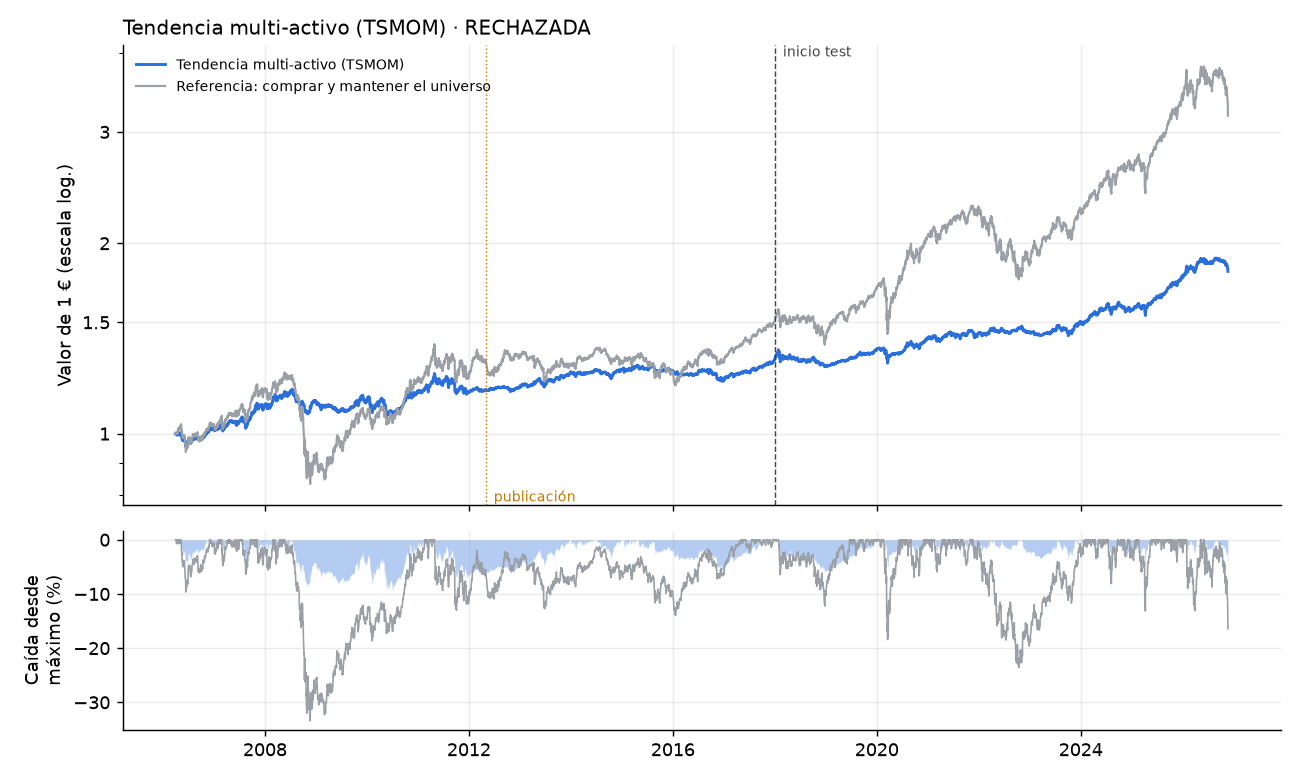 Tendencia multi-activo (TSMOM) · RECHAZADA
inicio test
Tendencia multi-activo (TSMOM)
Referencia: comprar y mantener el universo
Valor de 1 € (escala log.)
3
2
1.5
1
publicación
Caída desde
máximo (%)
0
−10
−20
−30
2008
2012
2016
2020
2024